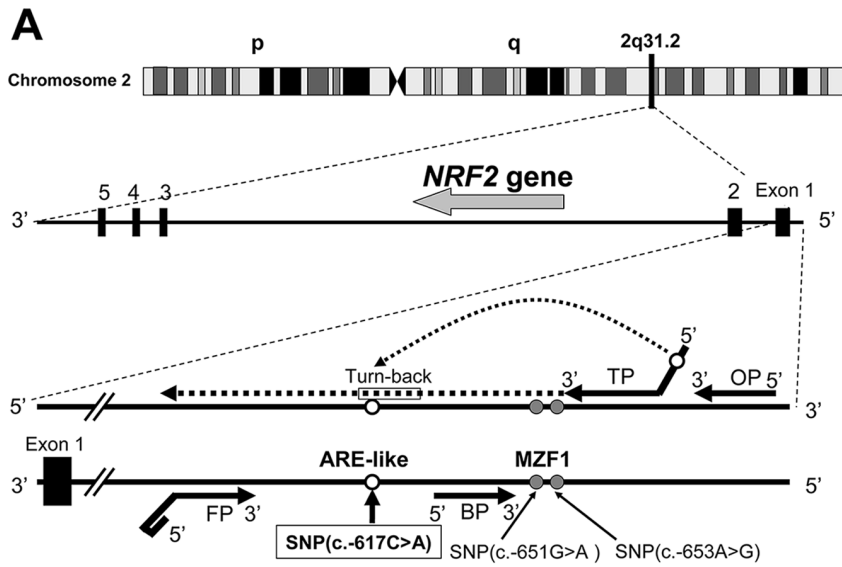 A
p q 2q31.2
Chromosome 2
NRF2 gene
5 4 3 2 Exon 1
3’ 5’
5’
Turn-back 3’ TP 3’ OP 5’
5’ 3’
Exon 1
ARE-like MZF1
3’ 5’
5’ FP 3’ 5’ BP 3’
SNP(c.-617C>A) SNP(c.-651G>A ) SNP(c.-653A>G)